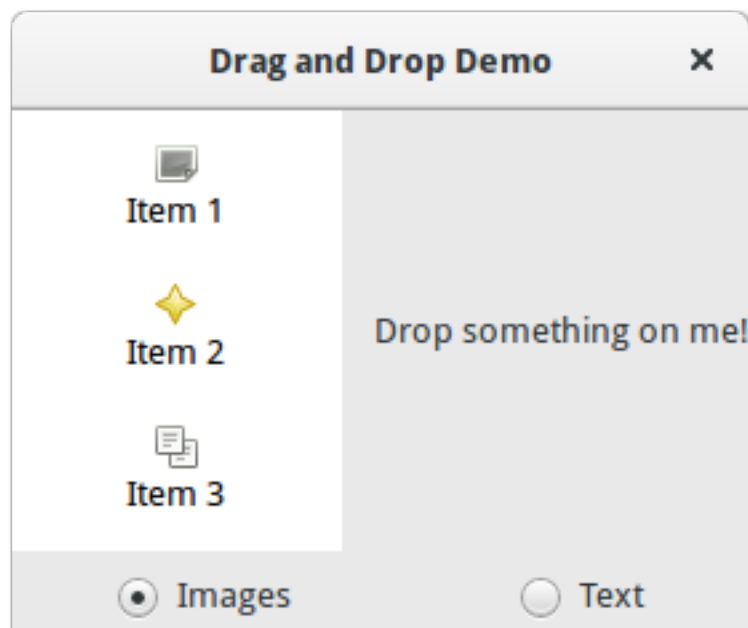 Drag and Drop Demo
Item 1
Item 2
Item 3
Drop something on me!
Images
Text